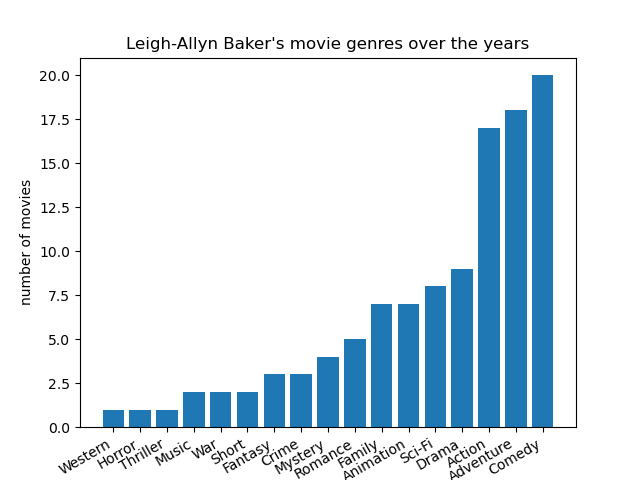 Leigh-Allyn Baker's movie genres over the years
number of movies
20.0
17.5
15.0
12.5
10.0
7.5
5.0
2.5
0.0
Western
Horror
Thriller
Music
War
Short
Fantasy
Crime
Mystery
Romance
Family
Animation
Sci-Fi
Drama
Action
Adventure
Comedy